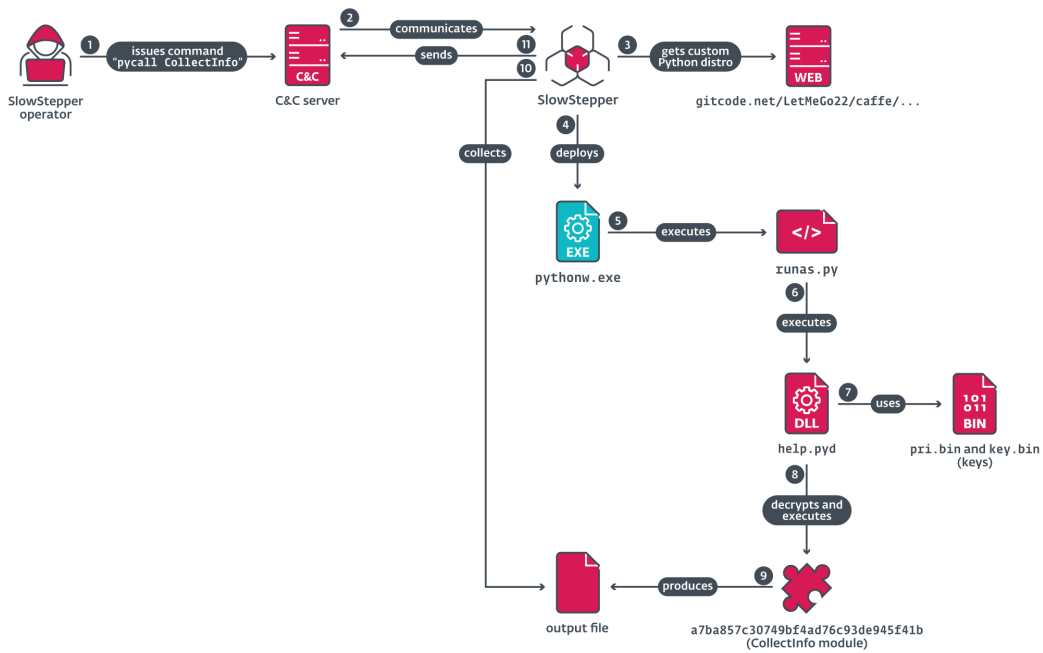 1
issues command
"pycall CollectInfo"
SlowStepper
operator
C&C
C&C server
2
communicates
11
sends
10
SlowStepper
3
gets custom
Python distro
WEB
gitcode.net/LetMeGo22/caffe/...
collects
4
deploys
EXE
pythonw.exe
5
executes
</>
runas.py
6
executes
DLL
help.pyd
7
uses
101
011
BIN
pri.bin and key.bin
(keys)
8
decrypts and
executes
9
produces
output file
a7ba857c30749bf4ad76c93de945f41b
(CollectInfo module)